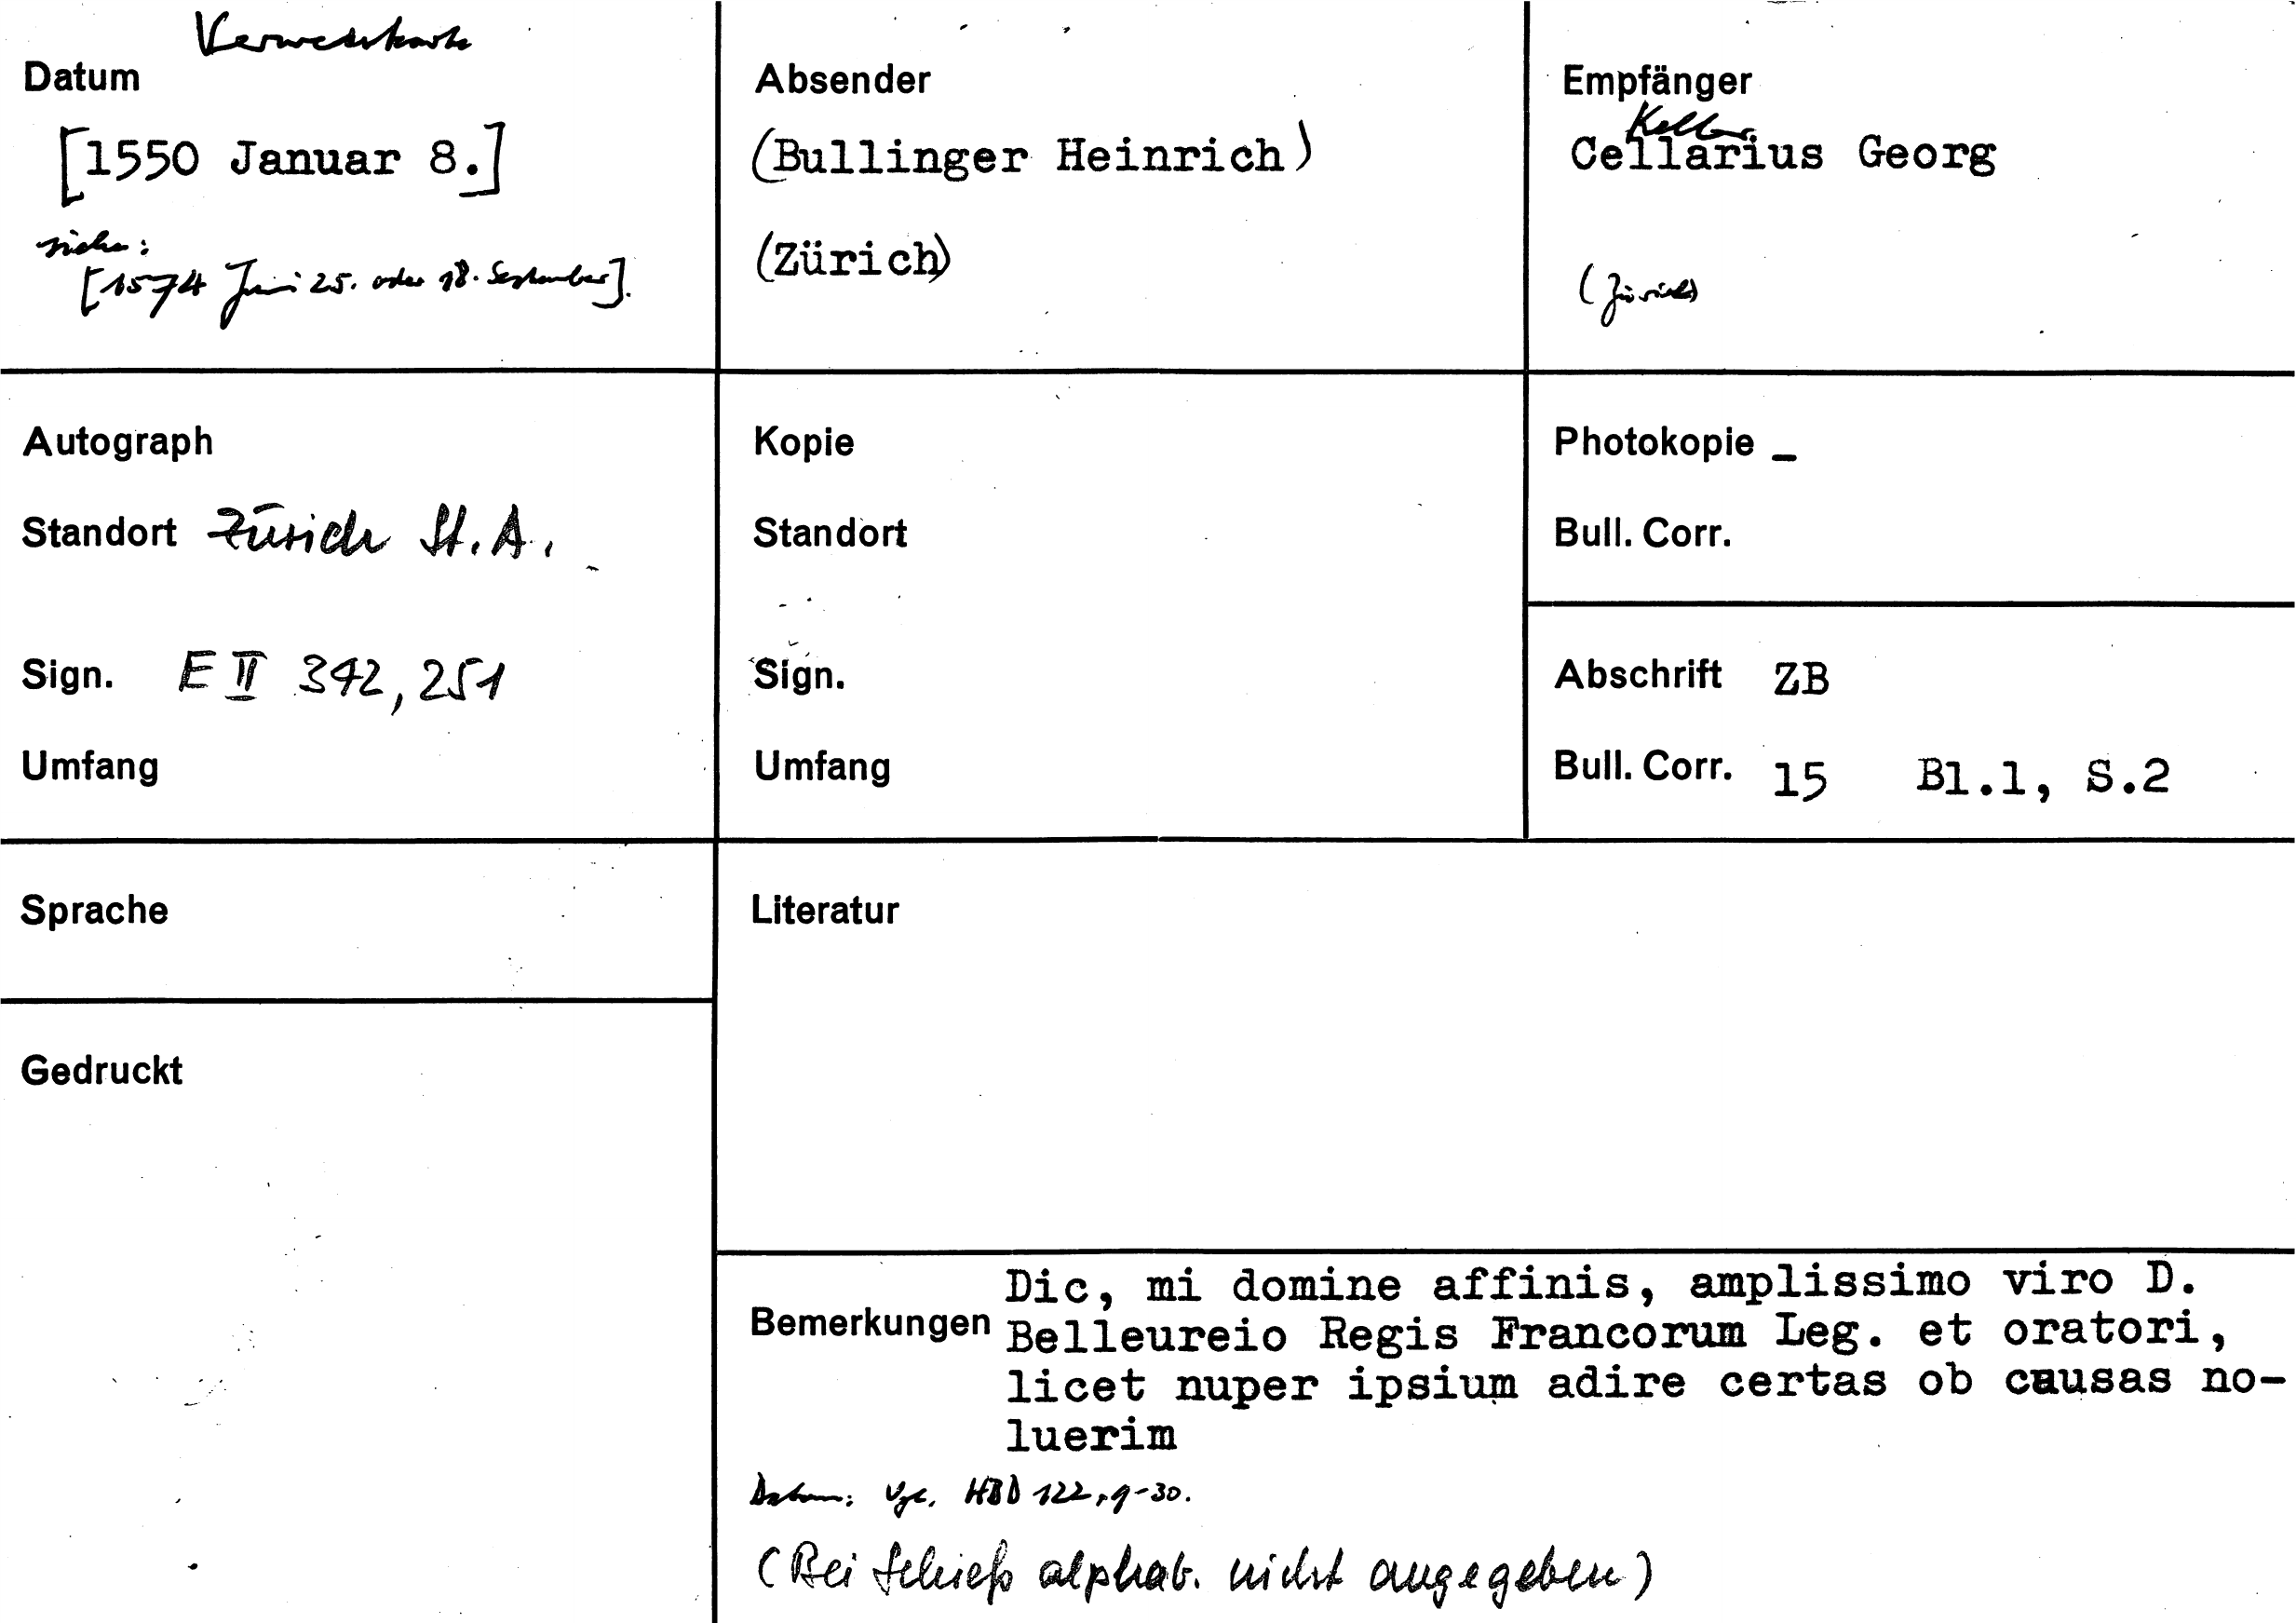 Verweiskarte
Datum
[1550 Januar 8.]
siehe:
[1574 Juni 25. oder 18. September].
Absender
(Bullinger Heinrich)
(Zürich)
Empfänger
Keller
Cellarius Georg
(Zürich)
Autograph
Standort Zürich St.A.
Sign. E II 342, 251
Umfang
Kopie
Standort
Sign.
Umfang
Photokopie _
Bull. Corr.
Abschrift ZB
Bull. Corr. 15 Bl.1, S.2
Sprache
Gedruckt
Literatur
Bemerkungen
Dic, mi domine affinis, amplissimo viro D.
Belleureio Regis Francorum Leg. et oratori,
licet nuper ipsium adire certas ob causas no-
luerim
Datum: vgl. HBD 122, 9-30.
(Bei Schieß alphab. nicht angegeben)